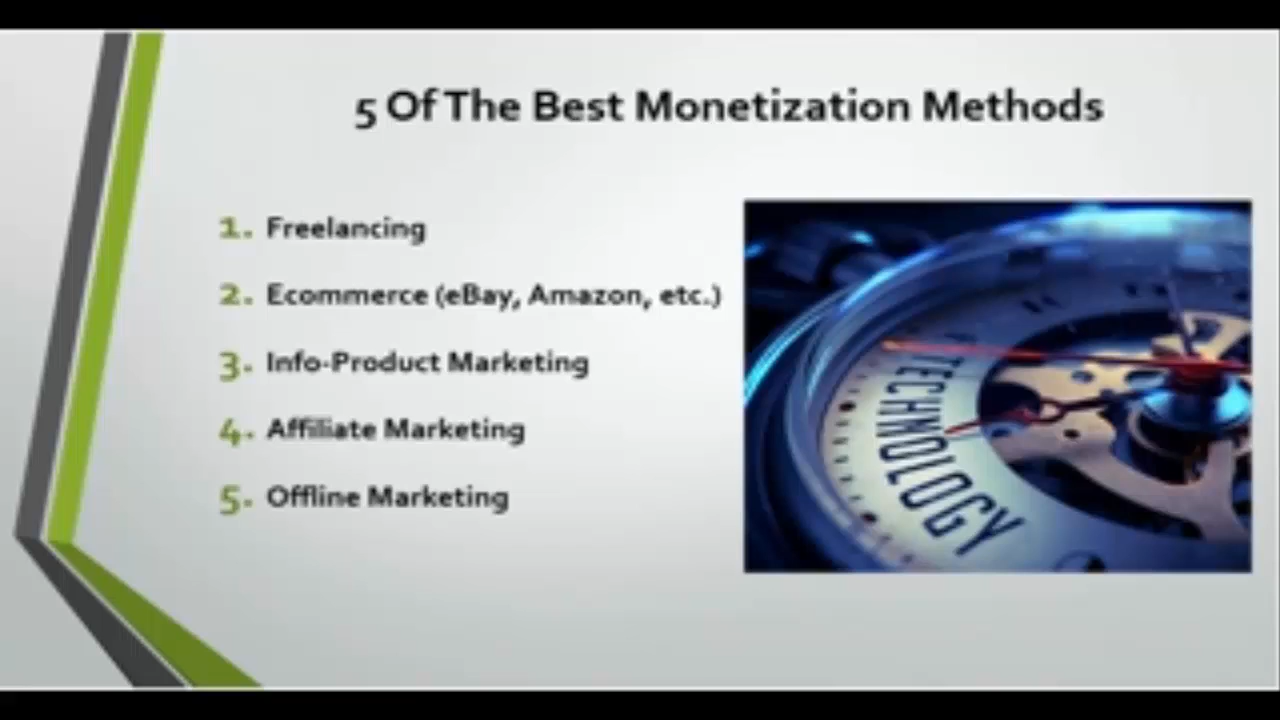 5 Of The Best Monetization Methods
1. Freelancing
2. Ecommerce (eBay, Amazon, etc.)
3. Info-Product Marketing
4. Affiliate Marketing
5. Offline Marketing
TECHNOLOGY